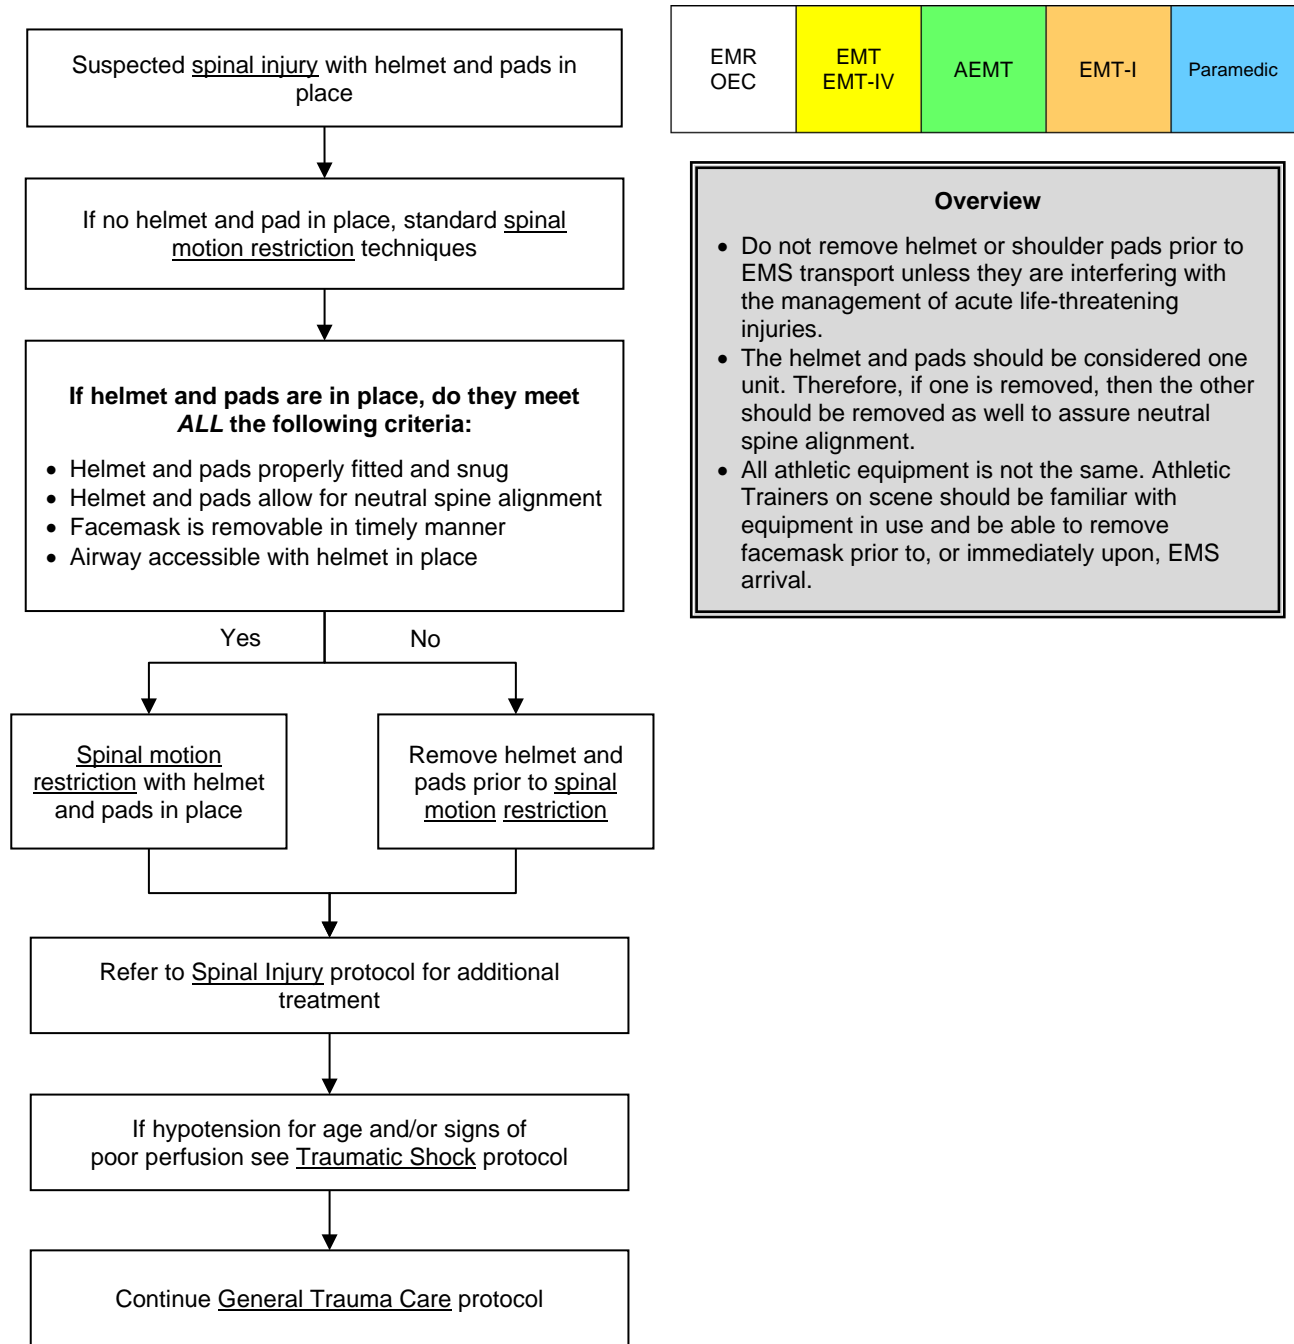 Suspected spinal injury with helmet and pads in
place
EMR
OEC
EMT
EMT-IV
AEMT
EMT-I
Paramedic
If no helmet and pad in place, standard spinal
motion restriction techniques
Overview
• Do not remove helmet or shoulder pads prior to
EMS transport unless they are interfering with
the management of acute life-threatening
injuries.
• The helmet and pads should be considered one
unit. Therefore, if one is removed, then the other
should be removed as well to assure neutral
spine alignment.
• All athletic equipment is not the same. Athletic
Trainers on scene should be familiar with
equipment in use and be able to remove
facemask prior to, or immediately upon, EMS
arrival.
If helmet and pads are in place, do they meet
ALL the following criteria:
• Helmet and pads properly fitted and snug
• Helmet and pads allow for neutral spine alignment
• Facemask is removable in timely manner
• Airway accessible with helmet in place
Yes
No
Spinal motion
restriction with helmet
and pads in place
Remove helmet and
pads prior to spinal
motion restriction
Refer to Spinal Injury protocol for additional
treatment
If hypotension for age and/or signs of
poor perfusion see Traumatic Shock protocol
Continue General Trauma Care protocol